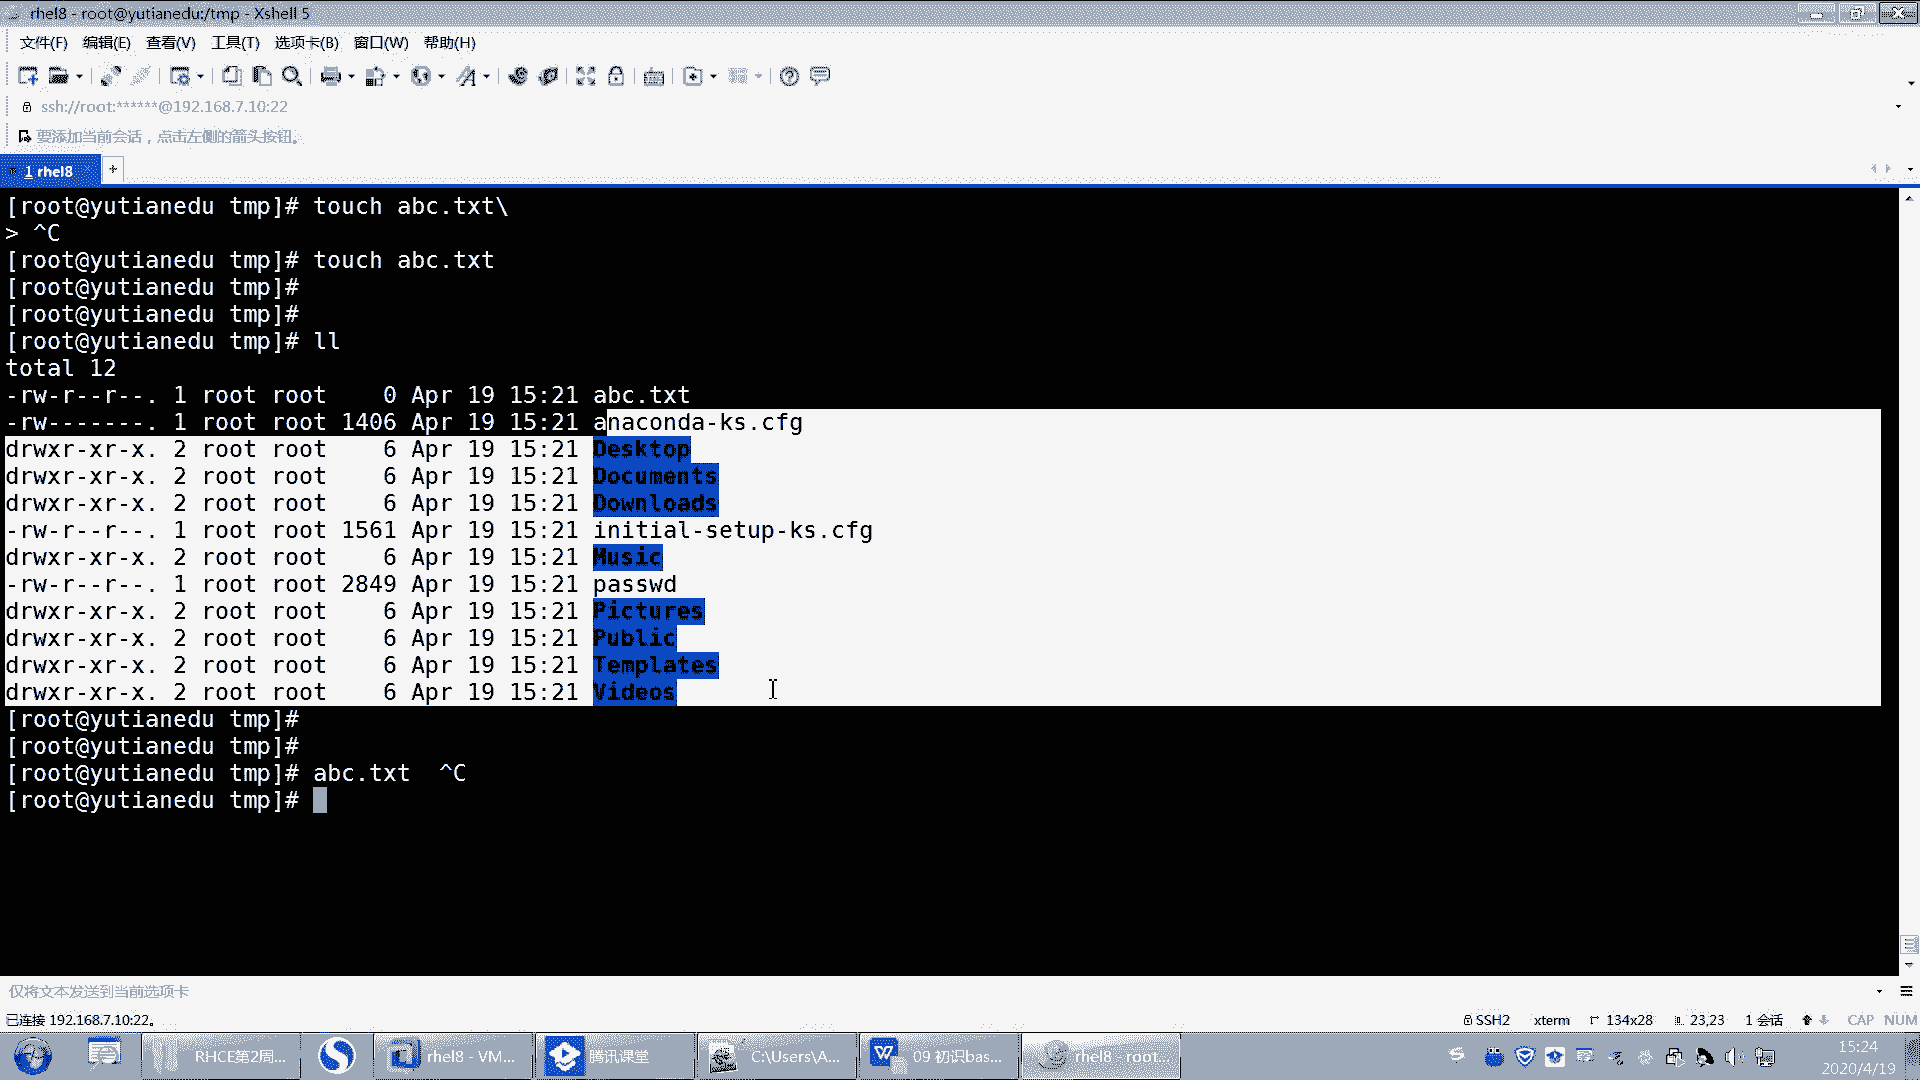 rhel8 - root@yutianedu:/tmp - Xshell 5
文件(F) 编辑(E) 查看(V) 工具(T) 选项卡(B) 窗口(W) 帮助(H)
ssh://root:******@192.168.7.10:22
要添加当前会话，点击左侧的箭头按钮。
1 rhel8 +
[root@yutianedu tmp]# touch abc.txt\
> ^C
[root@yutianedu tmp]# touch abc.txt
[root@yutianedu tmp]#
[root@yutianedu tmp]#
[root@yutianedu tmp]# ll
total 12
-rw-r--r--. 1 root root    0 Apr 19 15:21 abc.txt
-rw-------. 1 root root 1406 Apr 19 15:21 anaconda-ks.cfg
drwxr-xr-x. 2 root root    6 Apr 19 15:21 Desktop
drwxr-xr-x. 2 root root    6 Apr 19 15:21 Documents
drwxr-xr-x. 2 root root    6 Apr 19 15:21 Downloads
-rw-r--r--. 1 root root 1561 Apr 19 15:21 initial-setup-ks.cfg
drwxr-xr-x. 2 root root    6 Apr 19 15:21 Music
-rw-r--r--. 1 root root 2849 Apr 19 15:21 passwd
drwxr-xr-x. 2 root root    6 Apr 19 15:21 Pictures
drwxr-xr-x. 2 root root    6 Apr 19 15:21 Public
drwxr-xr-x. 2 root root    6 Apr 19 15:21 Templates
drwxr-xr-x. 2 root root    6 Apr 19 15:21 Videos
[root@yutianedu tmp]#
[root@yutianedu tmp]#
[root@yutianedu tmp]# abc.txt  ^C
[root@yutianedu tmp]#
仅将文本发送到当前选项卡
已连接 192.168.7.10:22。 SSH2 xterm 134x28 23,23 1 会话 CAP NUM
RHCE第2周... rhel8 - VM... 腾讯课堂 C:\Users\A... 09 初识bas... rhel8 - root... 15:24
2020/4/19